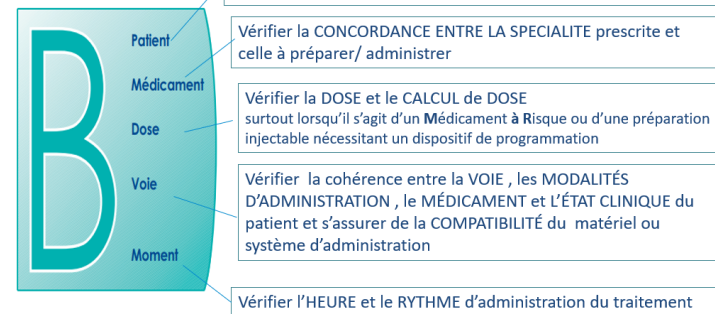 B
Patient
Médicament
Dose
Voie
Moment
Vérifier la CONCORDANCE ENTRE LA SPECIALITE prescrite et
celle à préparer/ administrer
Vérifier la DOSE et le CALCUL de DOSE
surtout lorsqu’il s’agit d’un Médicament à Risque ou d’une préparation
injectable nécessitant un dispositif de programmation
Vérifier la cohérence entre la VOIE , les MODALITÉS
D’ADMINISTRATION , le MÉDICAMENT et L’ÉTAT CLINIQUE du
patient et s’assurer de la COMPATIBILITÉ du matériel ou
système d’administration
Vérifier l’HEURE et le RYTHME d’administration du traitement